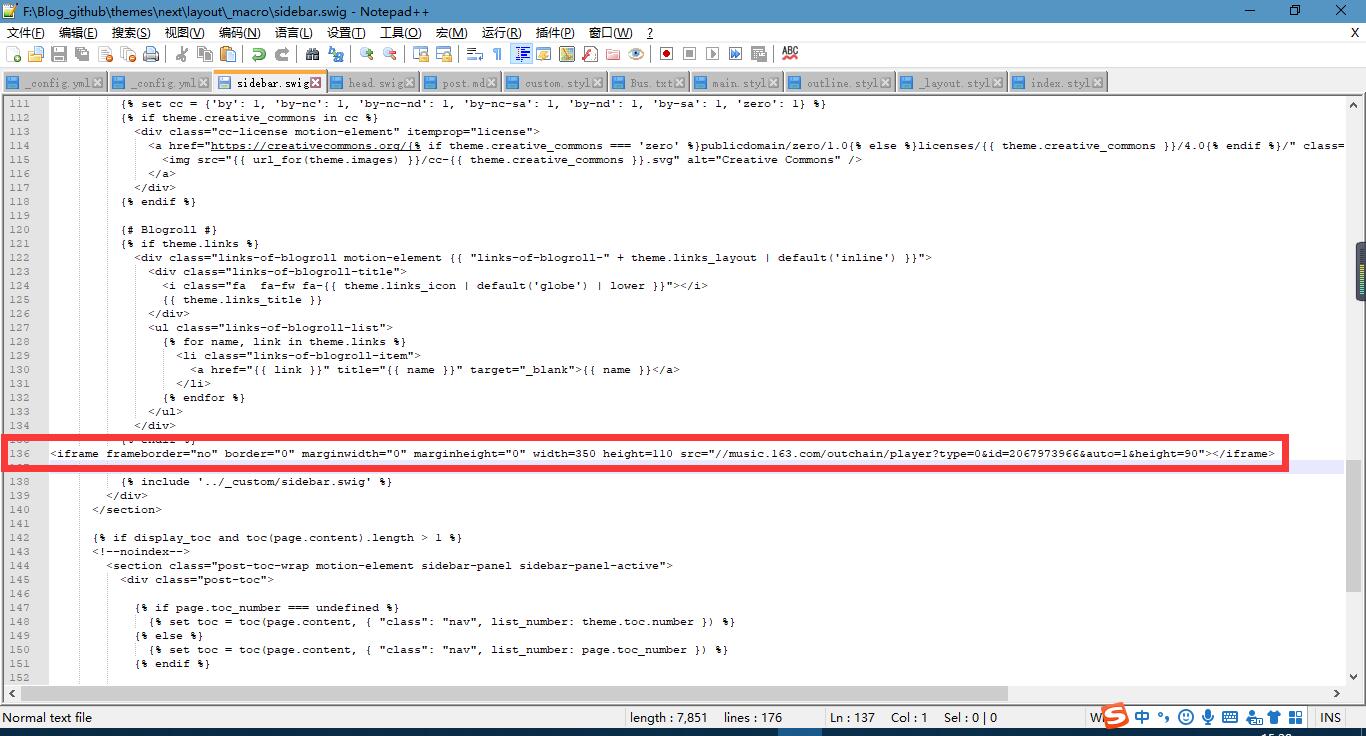 F:\Blog_github\themes\next\layout\_macro\sidebar.swig - Notepad++
文件(F) 编辑(E) 搜索(S) 视图(V) 编码(N) 语言(L) 设置(T) 工具(O) 宏(M) 运行(R) 插件(P) 窗口(W) ? X
_config.yml _config.yml sidebar.swig head.swig post.md custom.styl Bus.txt main.styl outline.styl _layout.styl index.styl
111 {% set cc = {'by': 1, 'by-nc': 1, 'by-nc-nd': 1, 'by-nc-sa': 1, 'by-nd': 1, 'by-sa': 1, 'zero': 1} %}
112 {% if theme.creative_commons in cc %}
113 <div class="cc-license motion-element" itemprop="license">
114 <a href="https://creativecommons.org/{% if theme.creative_commons === 'zero' %}publicdomain/zero/1.0{% else %}licenses/{{ theme.creative_commons }}/4.0{% endif %}/" class=
115 <img src="{{ url_for(theme.images) }}/cc-{{ theme.creative_commons }}.svg" alt="Creative Commons" />
116 </a>
117 </div>
118 {% endif %}
119
120 {# Blogroll #}
121 {% if theme.links %}
122 <div class="links-of-blogroll motion-element {{ "links-of-blogroll-" + theme.links_layout | default('inline') }}">
123 <div class="links-of-blogroll-title">
124 <i class="fa  fa-fw fa-{{ theme.links_icon | default('globe') | lower }}"></i>
125 {{ theme.links_title }}
126 </div>
127 <ul class="links-of-blogroll-list">
128 {% for name, link in theme.links %}
129 <li class="links-of-blogroll-item">
130 <a href="{{ link }}" title="{{ name }}" target="_blank">{{ name }}</a>
131 </li>
132 {% endfor %}
133 </ul>
134 </div>
136 <iframe frameborder="no" border="0" marginwidth="0" marginheight="0" width=350 height=110 src="//music.163.com/outchain/player?type=0&id=2067973966&auto=1&height=90"></iframe>
138 {% include '../_custom/sidebar.swig' %}
139 </div>
140 </section>
141
142 {% if display_toc and toc(page.content).length > 1 %}
143 <!--noindex-->
144 <section class="post-toc-wrap motion-element sidebar-panel sidebar-panel-active">
145 <div class="post-toc">
146
147 {% if page.toc_number === undefined %}
148 {% set toc = toc(page.content, { "class": "nav", list_number: theme.toc.number }) %}
149 {% else %}
150 {% set toc = toc(page.content, { "class": "nav", list_number: page.toc_number }) %}
151 {% endif %}
152
Normal text file length : 7,851 lines : 176 Ln : 137 Col : 1 Sel : 0 | 0 中 INS